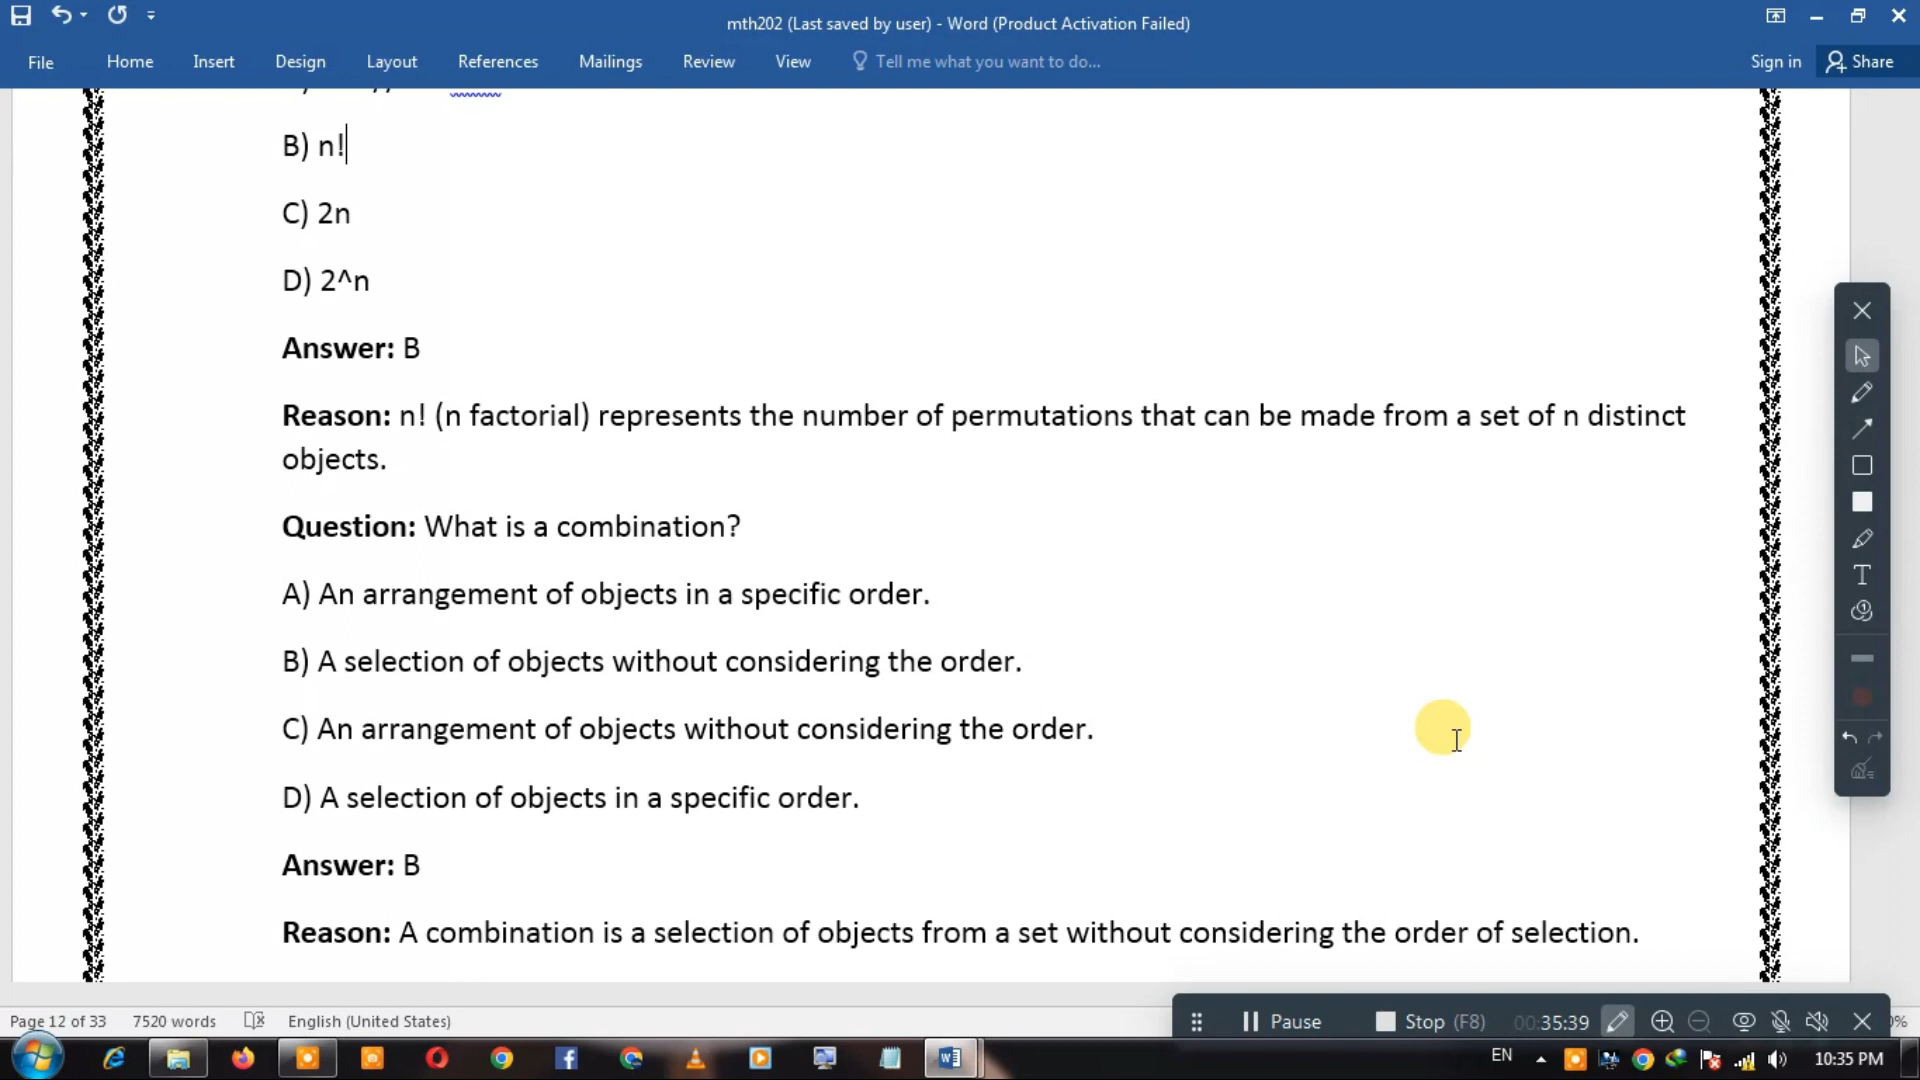 mth202 (Last saved by user) - Word (Product Activation Failed)
File Home Insert Design Layout References Mailings Review View Tell me what you want to do... Sign in Share
B) n!
C) 2n
D) 2^n
Answer: B
Reason: n! (n factorial) represents the number of permutations that can be made from a set of n distinct
objects.
Question: What is a combination?
A) An arrangement of objects in a specific order.
B) A selection of objects without considering the order.
C) An arrangement of objects without considering the order.
D) A selection of objects in a specific order.
Answer: B
Reason: A combination is a selection of objects from a set without considering the order of selection.
Page 12 of 33 7520 words English (United States)
Pause Stop (F8) 00:35:39 0%
EN 10:35 PM